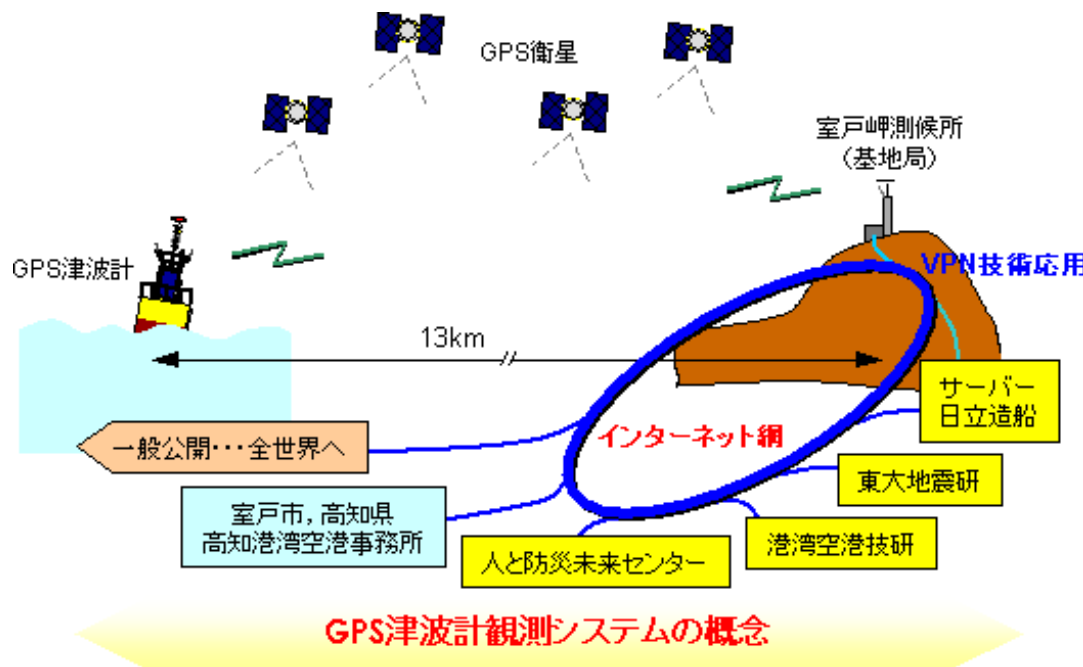 GPS衛星
室戸岬測候所
(基地局)
GPS津波計
VPN技術応用
13km
サーバー
日立造船
インターネット網
一般公開・・・全世界へ
東大地震研
室戸市,高知県
高知港湾空港事務所
港湾空港技研
人と防災未来センター
GPS津波計観測システムの概念